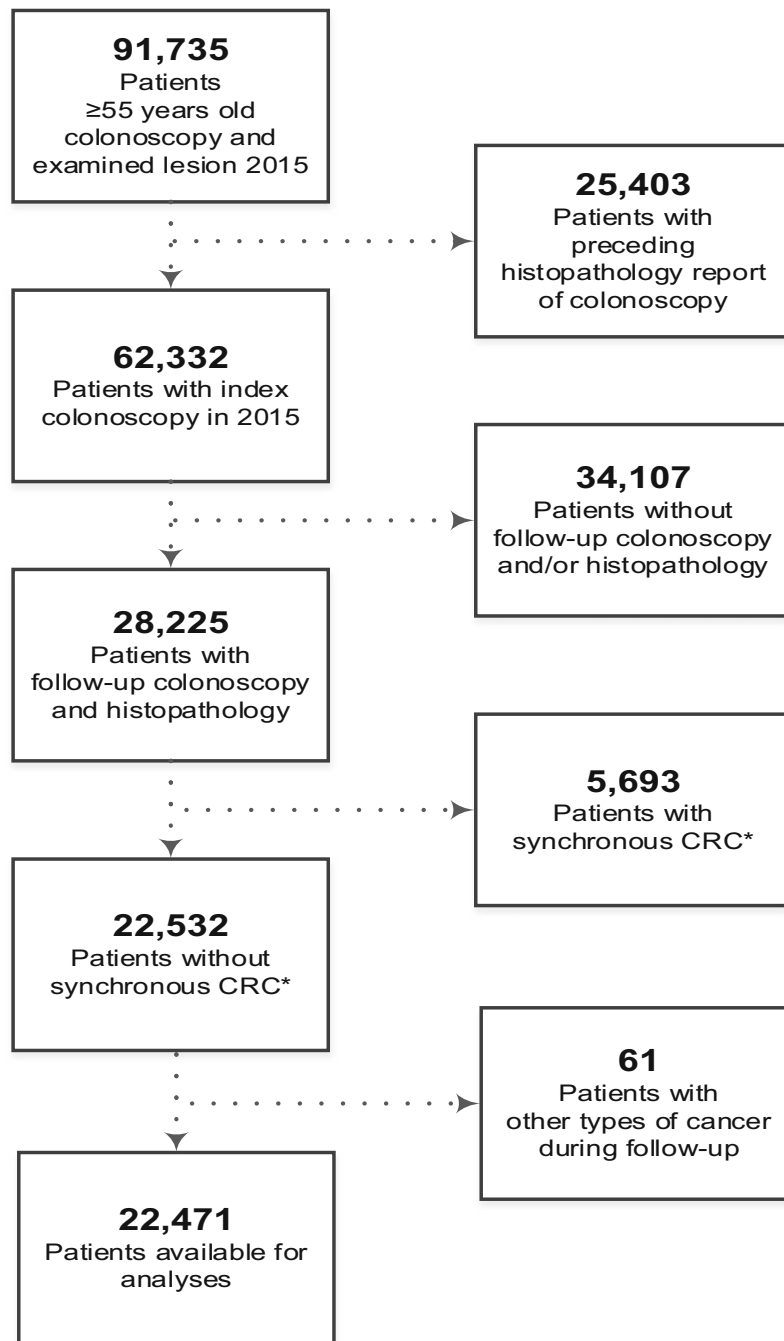 91,735
Patients
≥55 years old
colonoscopy and
examined lesion 2015
25,403
Patients with
preceding
histopathology report
of colonoscopy
62,332
Patients with index
colonoscopy in 2015
34,107
Patients without
follow-up colonoscopy
and/or histopathology
28,225
Patients with
follow-up colonoscopy
and histopathology
5,693
Patients with
synchronous CRC*
22,532
Patients without
synchronous CRC*
61
Patients with
other types of cancer
during follow-up
22,471
Patients available for
analyses